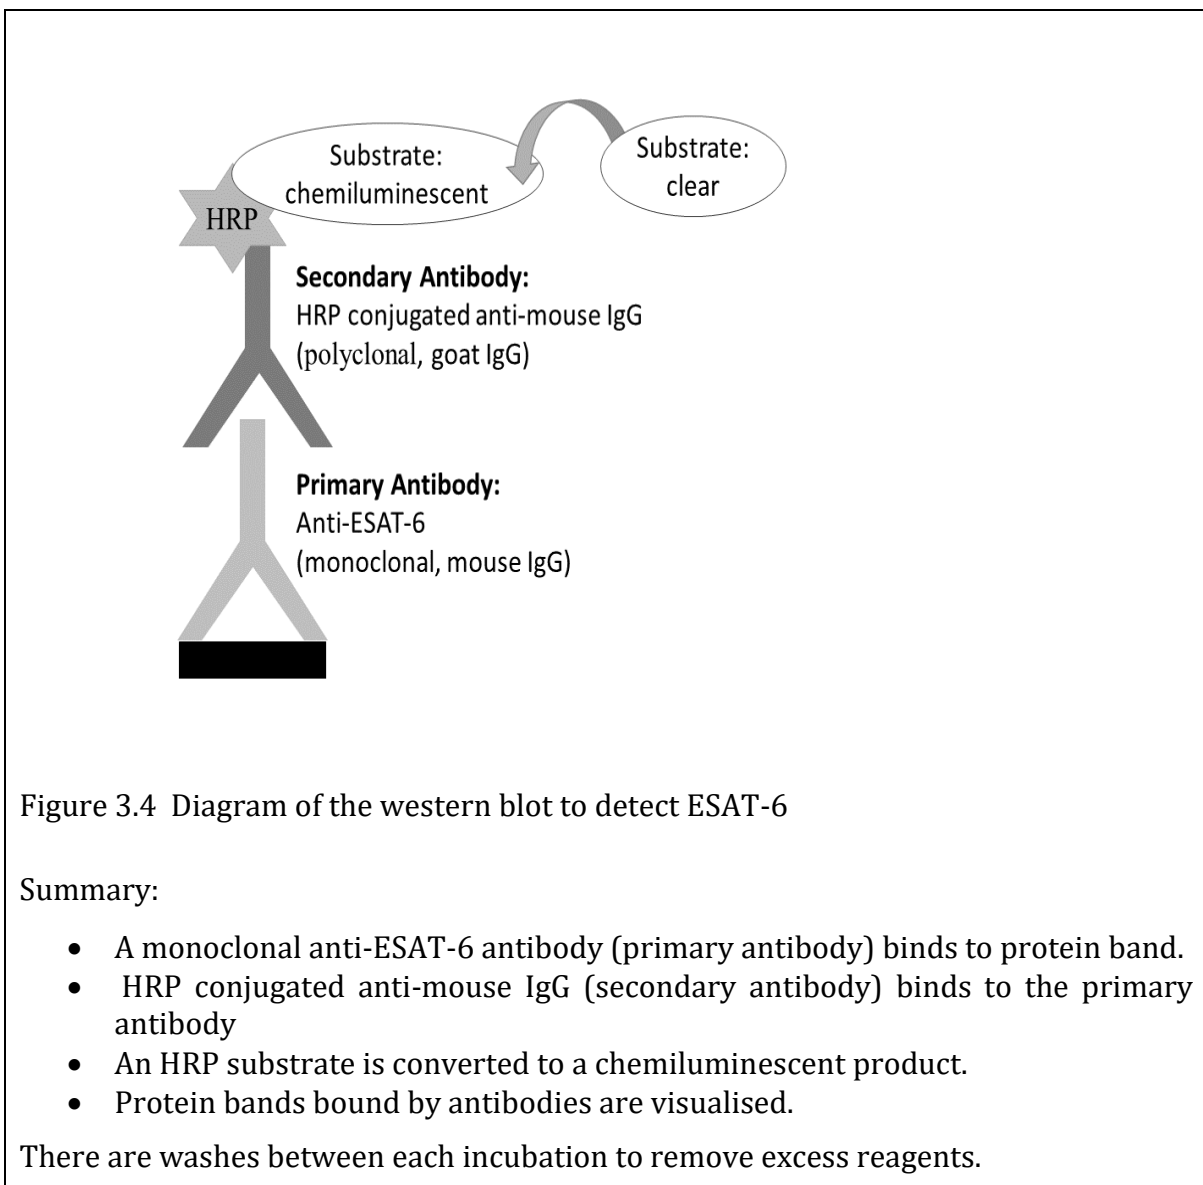 Substrate:
chemiluminescent
Substrate:
clear
HRP
Secondary Antibody:
HRP conjugated anti-mouse IgG
(polyclonal, goat IgG)
Primary Antibody:
Anti-ESAT-6
(monoclonal, mouse IgG)
Figure 3.4 Diagram of the western blot to detect ESAT-6
Summary:
• A monoclonal anti-ESAT-6 antibody (primary antibody) binds to protein band.
• HRP conjugated anti-mouse IgG (secondary antibody) binds to the primary
antibody
• An HRP substrate is converted to a chemiluminescent product.
• Protein bands bound by antibodies are visualised.
There are washes between each incubation to remove excess reagents.